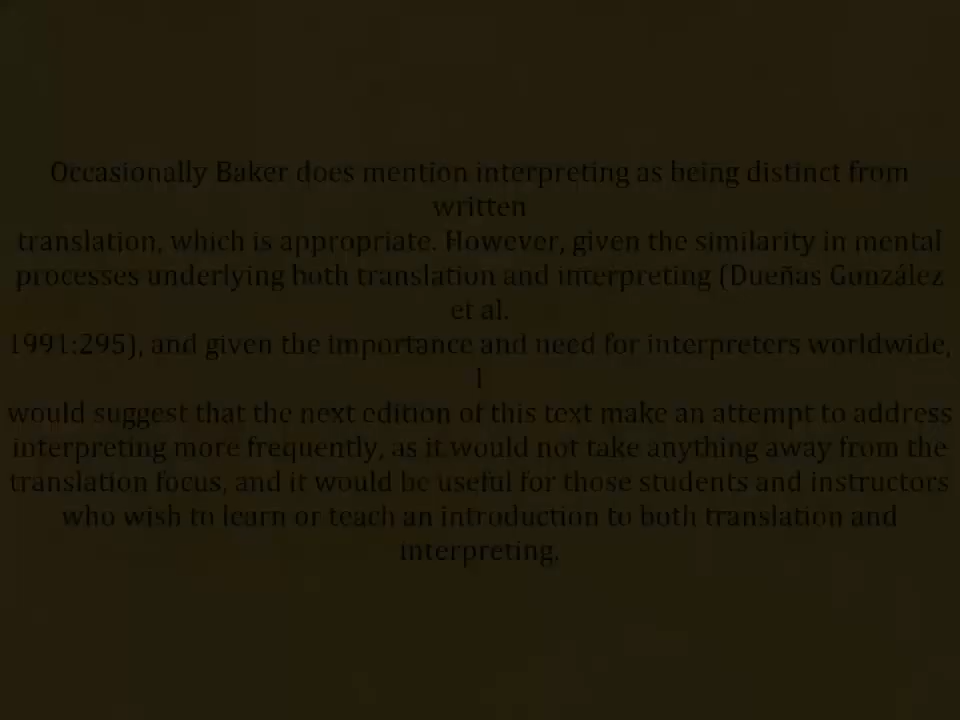 Occasionally Baker does mention interpreting as being distinct from
written
translation, which is appropriate. However, given the similarity in mental
processes underlying both translation and interpreting (Dueñas González
et al.
1991:295), and given the importance and need for interpreters worldwide,
I
would suggest that the next edition of this text make an attempt to address
interpreting more frequently, as it would not take anything away from the
translation focus, and it would be useful for those students and instructors
who wish to learn or teach an introduction to both translation and
interpreting.